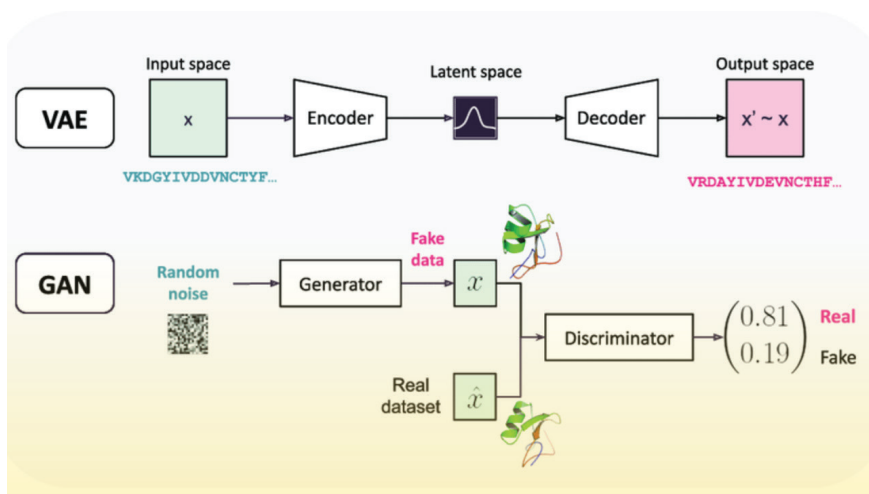 VAE
Input space
x
VKDGYIVDDVNCTYF...
Encoder
Latent space
Decoder
Output space
x' ~ x
VRDAYIVDEVNCTHF...
GAN
Random
noise
Generator
Fake
data
x
Real
dataset
x̂
Discriminator
0.81
0.19
Real
Fake